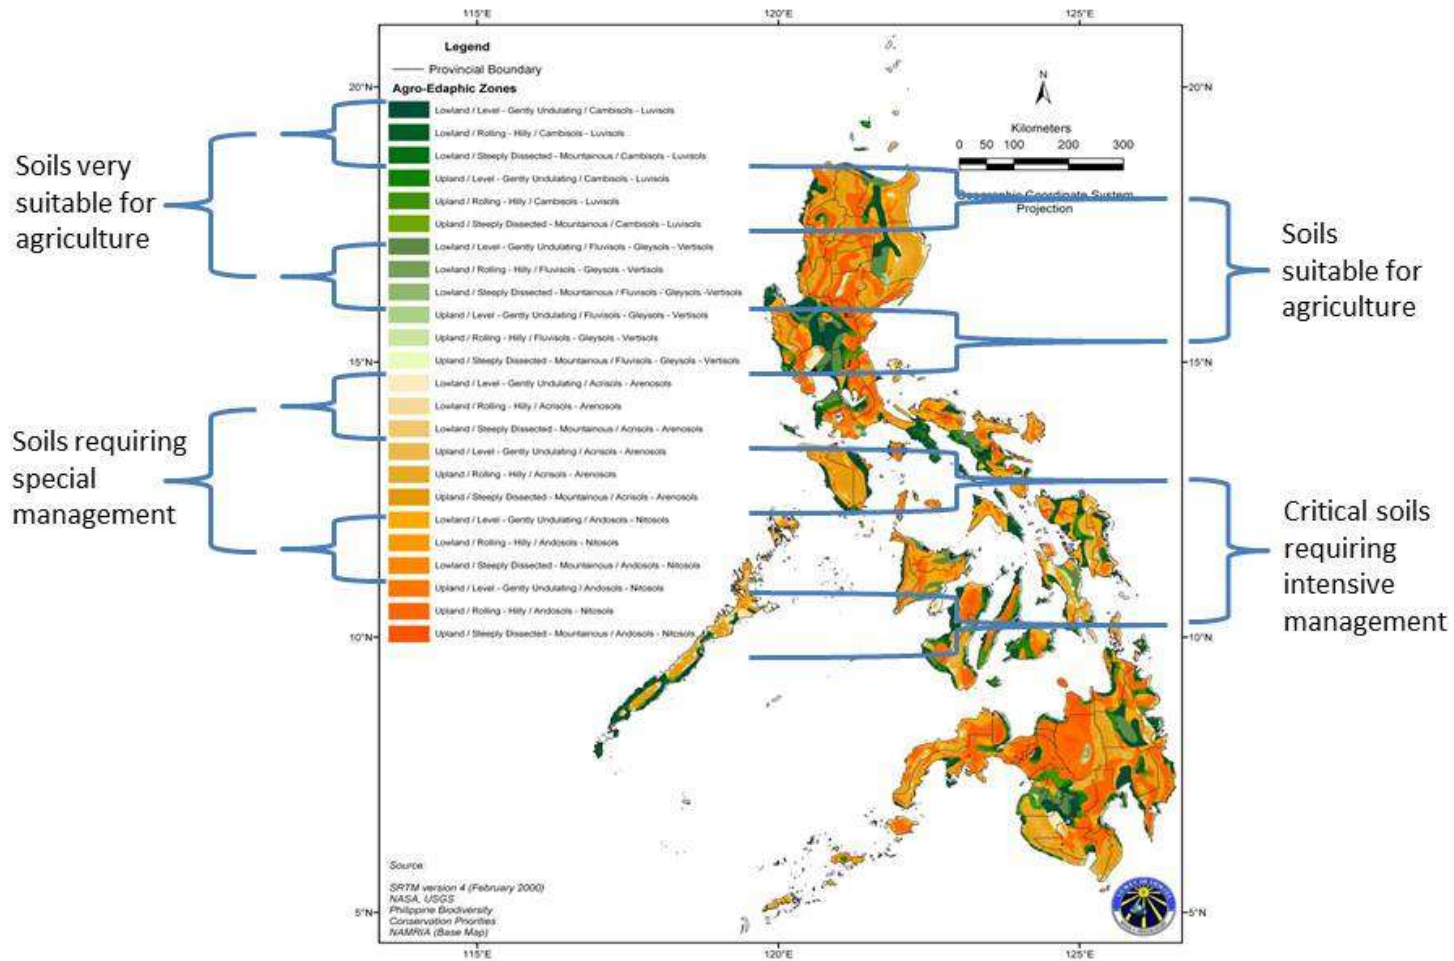 115°E
120°E
125°E
Legend
Provincial Boundary
Agro-Edaphic Zones
Lowland / Level - Gently Undulating / Cambisols - Luvisols
Lowland / Rolling - Hilly / Cambisols - Luvisols
Lowland / Steeply Dissected - Mountainous / Cambisols - Luvisols
Upland / Level - Gently Undulating / Cambisols - Luvisols
Upland / Rolling - Hilly / Cambisols - Luvisols
Upland / Steeply Dissected - Mountainous / Cambisols - Luvisols
Lowland / Level - Gently Undulating / Fluvisols - Gleysols - Vertisols
Lowland / Rolling - Hilly / Fluvisols - Gleysols - Vertisols
Lowland / Steeply Dissected - Mountainous / Fluvisols - Gleysols -Vertisols
Upland / Level - Gently Undulating / Fluvisols - Gleysols - Vertisols
Upland / Rolling - Hilly / Fluvisols - Gleysols - Vertisols
Upland / Steeply Dissected - Mountainous / Fluvisols - Gleysols - Vertisols
Lowland / Level - Gently Undulating / Acrisols - Arenosols
Lowland / Rolling - Hilly / Acrisols - Arenosols
Lowland / Steeply Dissected - Mountainous / Acrisols - Arenosols
Upland / Level - Gently Undulating / Acrisols - Arenosols
Upland / Rolling - Hilly / Acrisols - Arenosols
Upland / Steeply Dissected - Mountainous / Acrisols - Arenosols
Lowland / Level - Gently Undulating / Andosols - Nitosols
Lowland / Rolling - Hilly / Andosols - Nitosols
Lowland / Steeply Dissected - Mountainous / Andosols - Nitosols
Upland / Level - Gently Undulating / Andosols - Nitosols
Upland / Rolling - Hilly / Andosols - Nitosols
Upland / Steeply Dissected - Mountainous / Andosols - Nitosols
N
Kilometers
0 50 100 200 300
Geographic Coordinate System
Projection
20°N
20°N
15°N
15°N
10°N
10°N
5°N
5°N
Soils very
suitable for
agriculture
Soils requiring
special
management
Soils
suitable for
agriculture
Critical soils
requiring
intensive
management
Source:
SRTM version 4 (February 2000)
NASA, USGS
Philippine Biodiversity
Conservation Priorities
NAMRIA (Base Map)
115°E
120°E
125°E